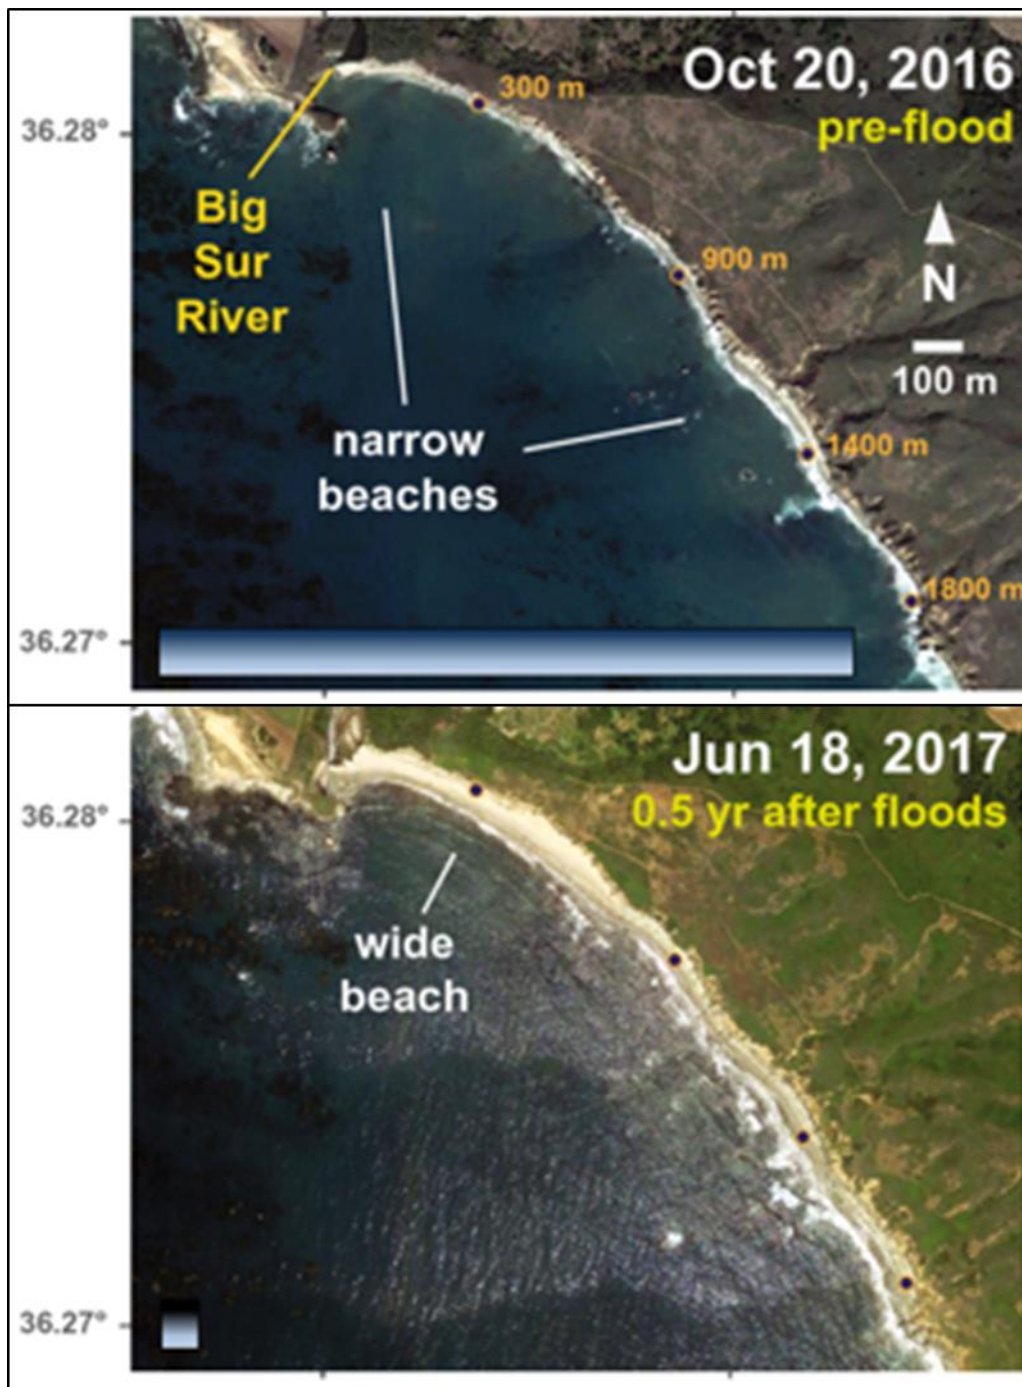 Oct 20, 2016
pre-flood
300 m
36.28°
Big
Sur
River
900 m
N
100 m
narrow
beaches
1400 m
1800 m
36.27°
Jun 18, 2017
0.5 yr after floods
36.28°
wide
beach
36.27°